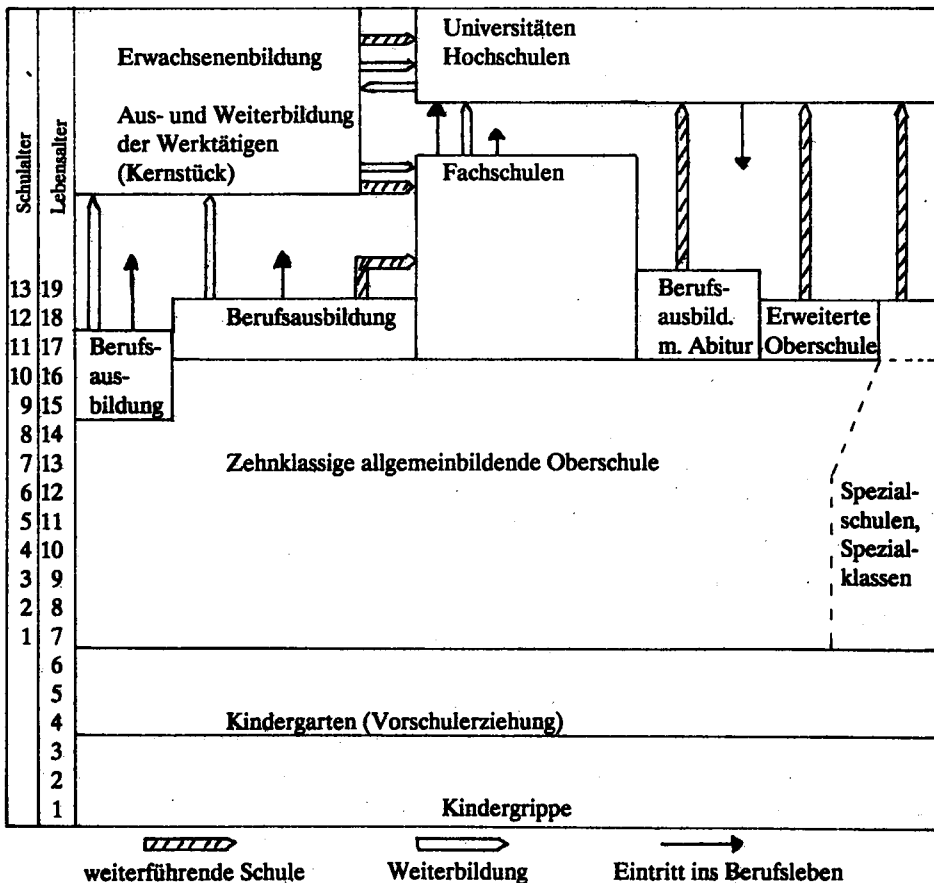 Schulalter
Lebensalter
Erwachsenenbildung
Aus- und Weiterbildung
der Werktätigen
(Kernstück)
Universitäten
Hochschulen
Fachschulen
13 19
12 18
11 17
10 16
9 15
8 14
7 13
6 12
5 11
4 10
3 9
2 8
1 7
6
5
4
3
2
1
Berufs-
aus-
bildung
Berufsausbildung
Berufs-
ausbild.
m. Abitur
Erweiterte
Oberschule
Zehnklassige allgemeinbildende Oberschule
Spezial-
schulen,
Spezial-
klassen
Kindergarten (Vorschulerziehung)
Kindergrippe
weiterführende Schule
Weiterbildung
Eintritt ins Berufsleben